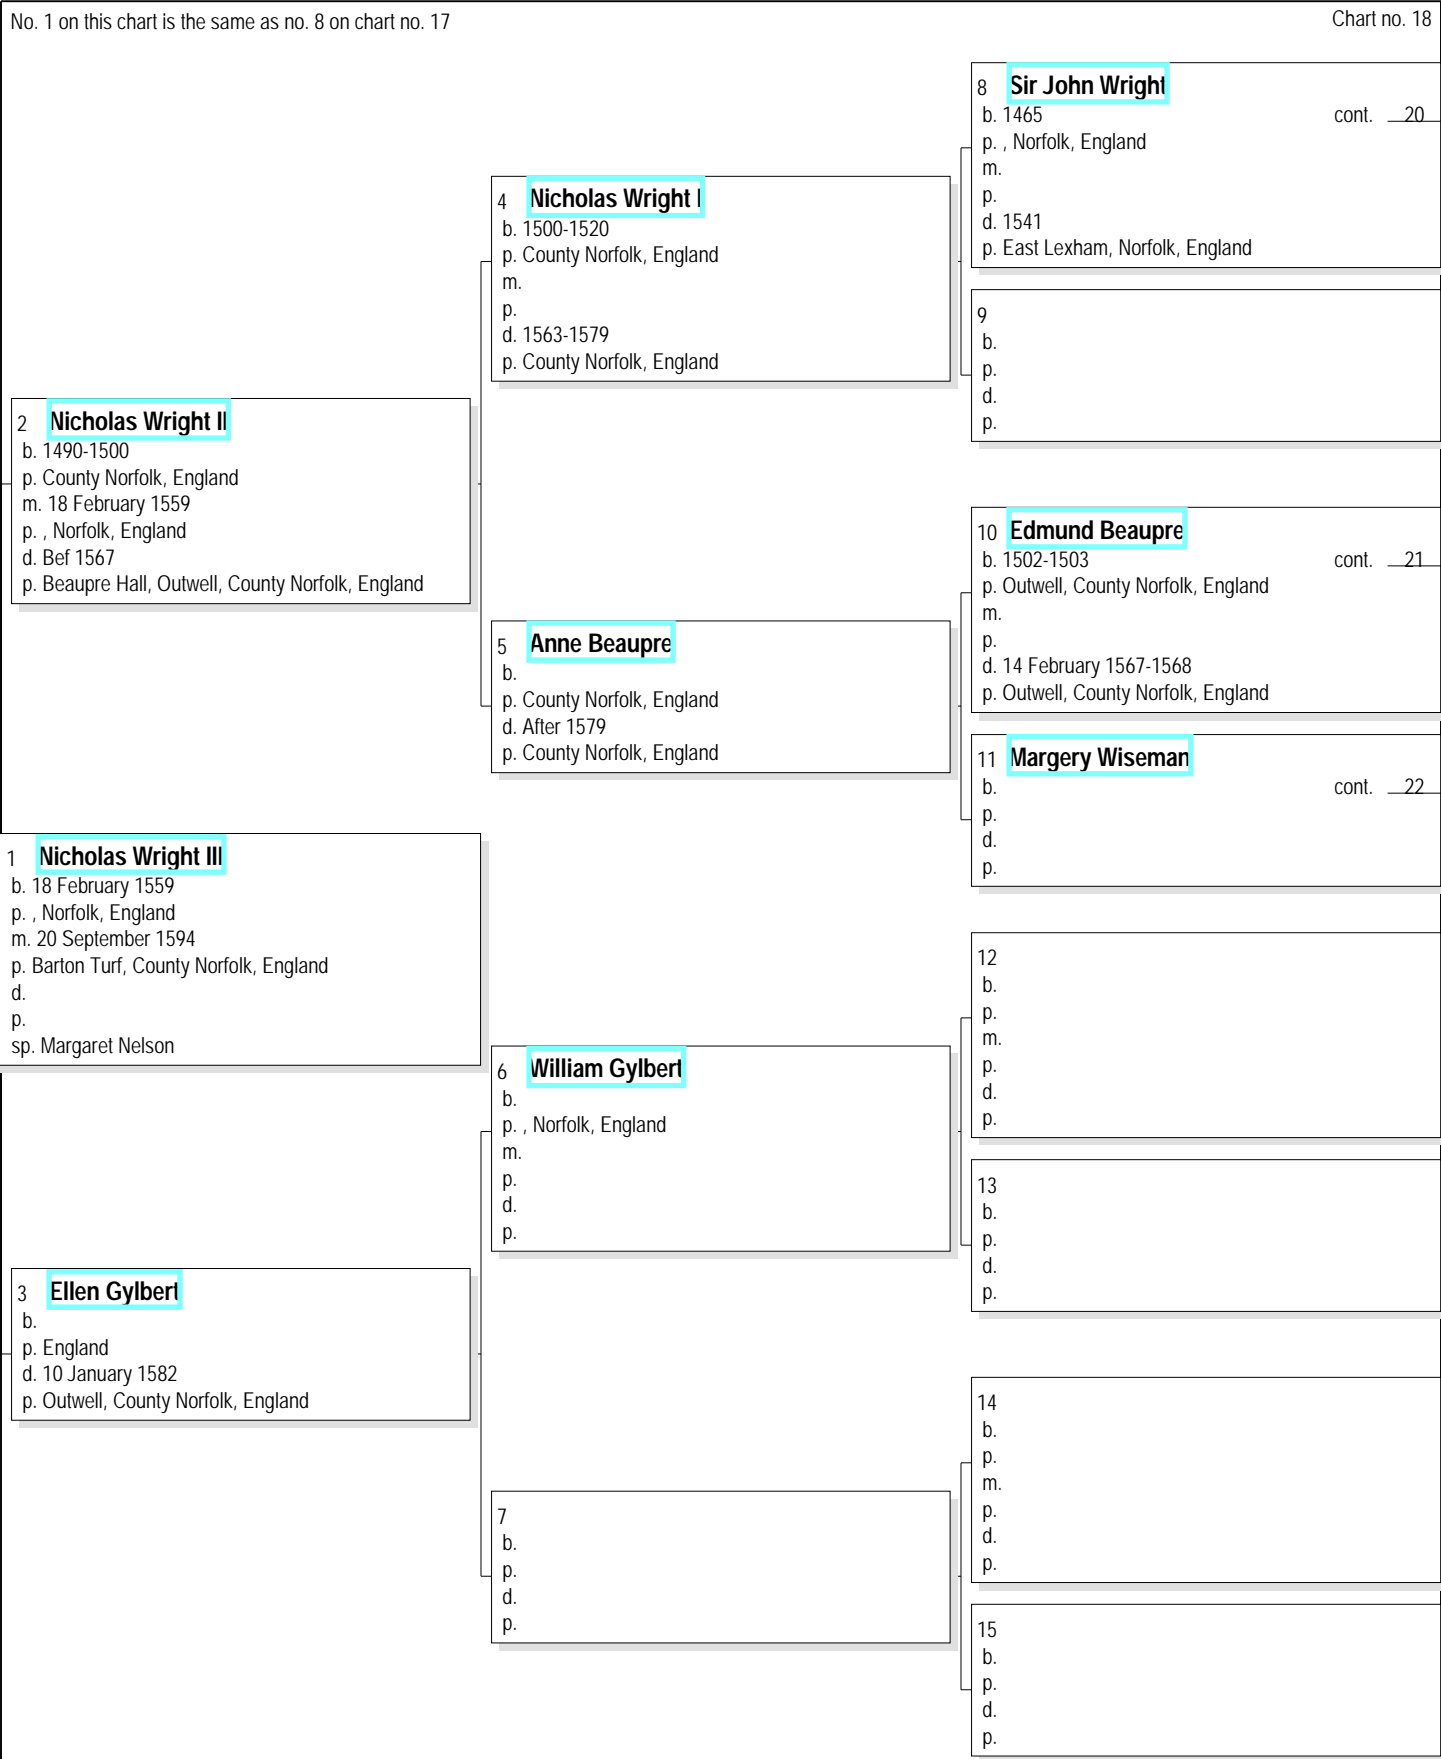 No. 1 on this chart is the same as no. 8 on chart no. 17
Chart no. 18
8 Sir John Wright
b. 1465 cont. 20
p. , Norfolk, England
m.
p.
d. 1541
p. East Lexham, Norfolk, England
4 Nicholas Wright I
b. 1500-1520
p. County Norfolk, England
m.
p.
d. 1563-1579
p. County Norfolk, England
9
b.
p.
d.
p.
2 Nicholas Wright II
b. 1490-1500
p. County Norfolk, England
m. 18 February 1559
p. , Norfolk, England
d. Bef 1567
p. Beaupre Hall, Outwell, County Norfolk, England
10 Edmund Beaupre
b. 1502-1503 cont. 21
p. Outwell, County Norfolk, England
m.
p.
d. 14 February 1567-1568
p. Outwell, County Norfolk, England
5 Anne Beaupre
b.
p. County Norfolk, England
d. After 1579
p. County Norfolk, England
11 Margery Wiseman
b. cont. 22
p.
d.
p.
1 Nicholas Wright III
b. 18 February 1559
p. , Norfolk, England
m. 20 September 1594
p. Barton Turf, County Norfolk, England
d.
p.
sp. Margaret Nelson
12
b.
p.
m.
p.
d.
p.
6 William Gylbert
b.
p. , Norfolk, England
m.
p.
d.
p.
13
b.
p.
d.
p.
3 Ellen Gylbert
b.
p. England
d. 10 January 1582
p. Outwell, County Norfolk, England
14
b.
p.
m.
p.
d.
p.
7
b.
p.
d.
p.
15
b.
p.
d.
p.